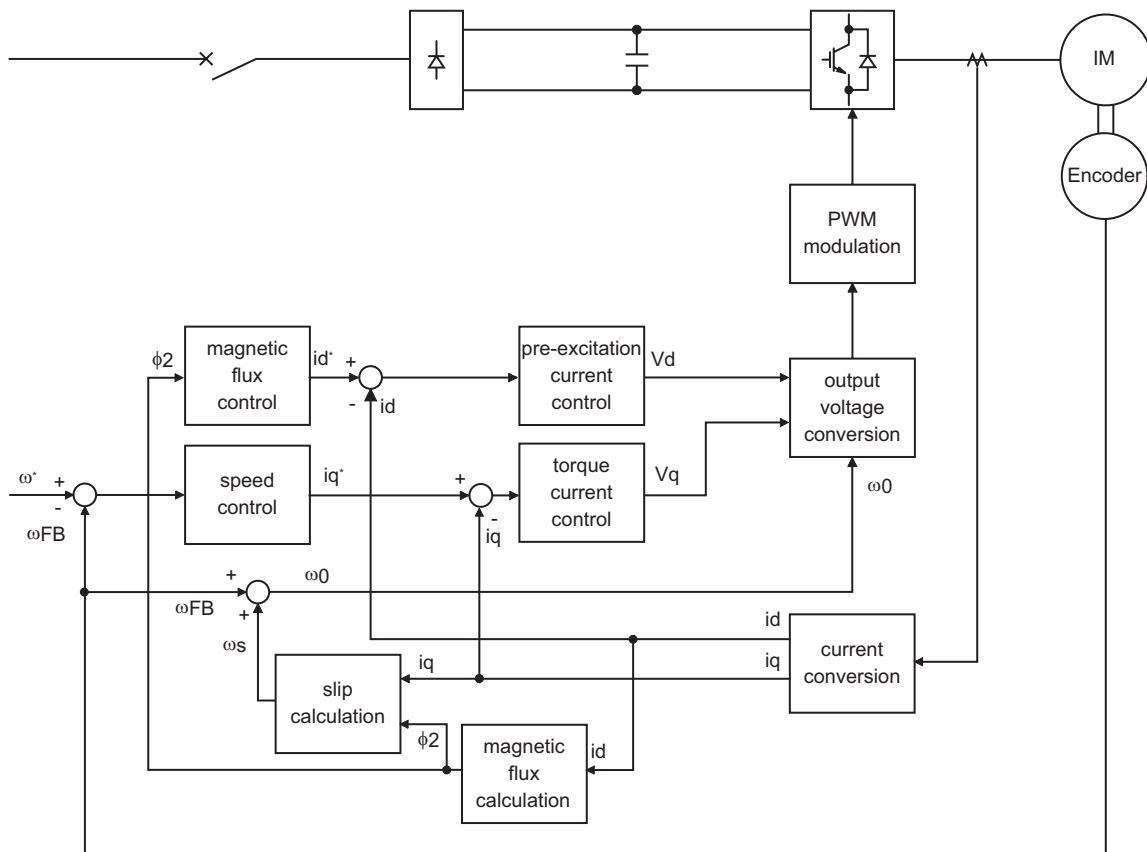 IM
Encoder
PWM
modulation
ϕ2
magnetic
flux
control
id*
+
-
id
pre-excitation
current
control
Vd
output
voltage
conversion
ω*
+
-
ωFB
speed
control
iq*
+
-
iq
torque
current
control
Vq
ω0
+
ωFB
+
ω0
ωs
slip
calculation
iq
ϕ2
id
iq
current
conversion
magnetic
flux
calculation
id